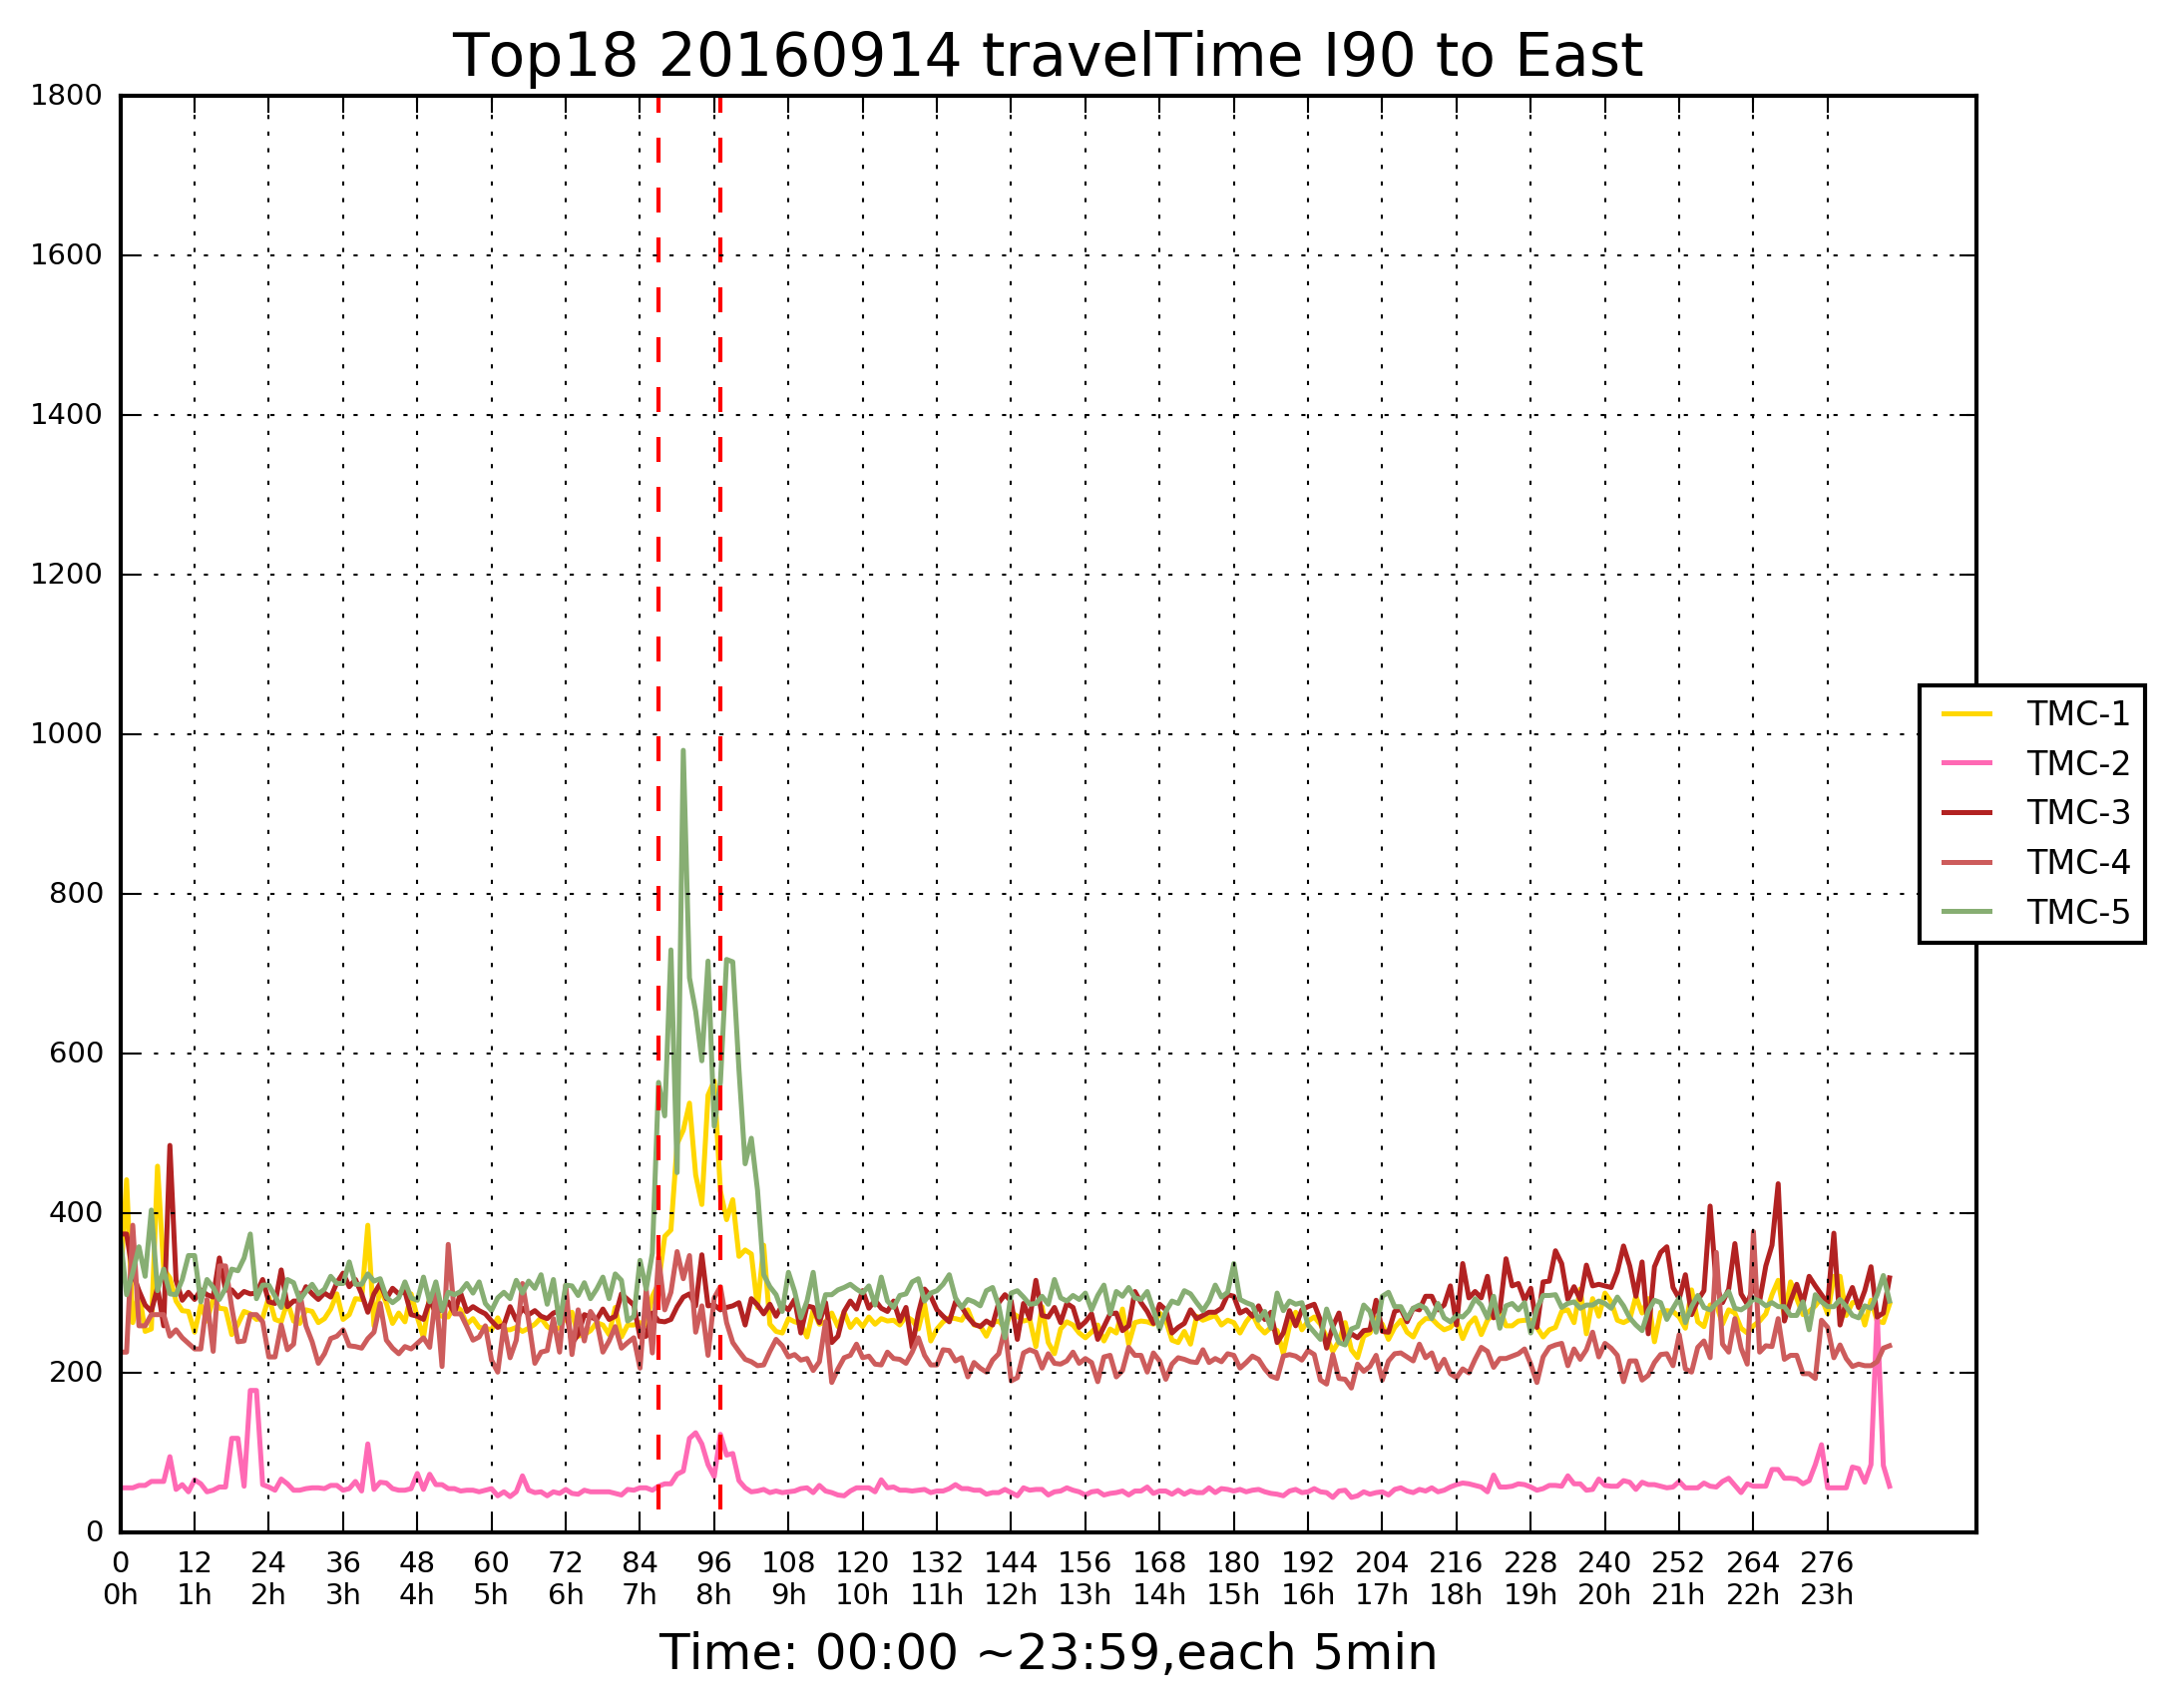 Top18 20160914 travelTime I90 to East
1800
1600
1400
1200
1000
800
600
400
200
0
TMC-1
TMC-2
TMC-3
TMC-4
TMC-5
0 12 24 36 48 60 72 84 96 108 120 132 144 156 168 180 192 204 216 228 240 252 264 276
0h 1h 2h 3h 4h 5h 6h 7h 8h 9h 10h 11h 12h 13h 14h 15h 16h 17h 18h 19h 20h 21h 22h 23h
Time: 00:00 ~23:59,each 5min